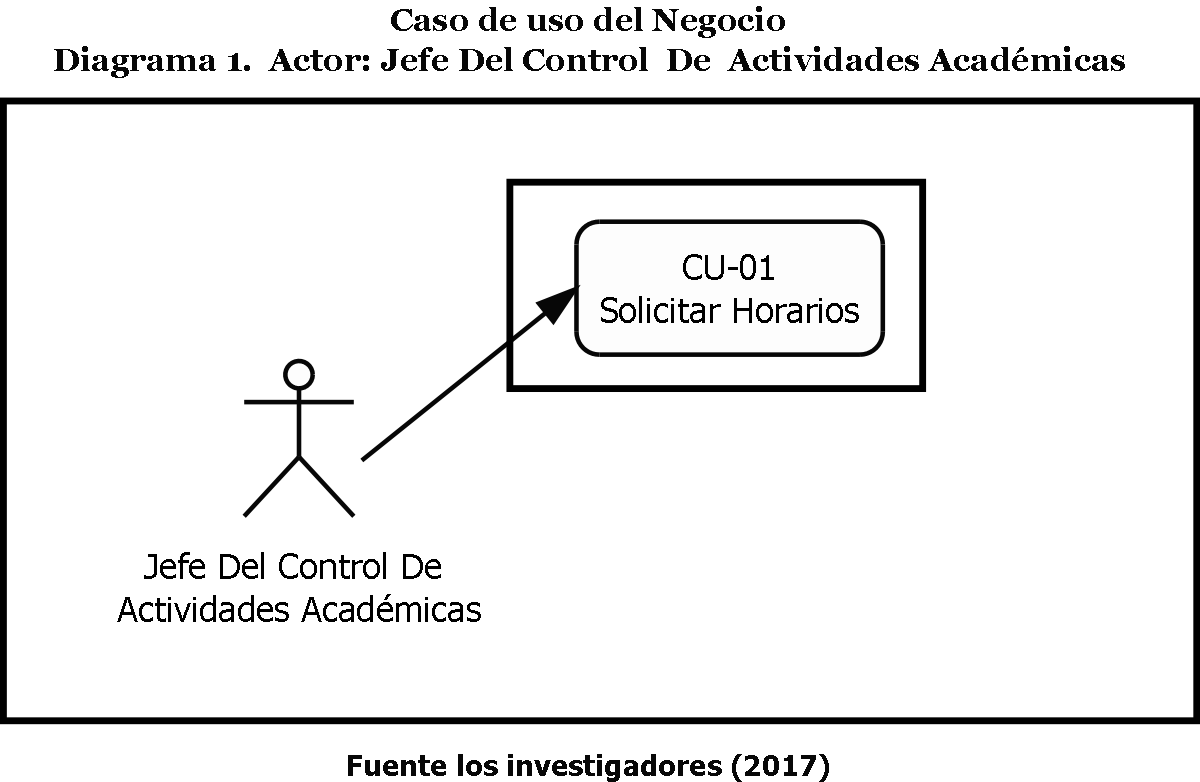 Caso de uso del Negocio
Diagrama 1. Actor: Jefe Del Control De Actividades Académicas
CU-01
Solicitar Horarios
Jefe Del Control De
Actividades Académicas
Fuente los investigadores (2017)